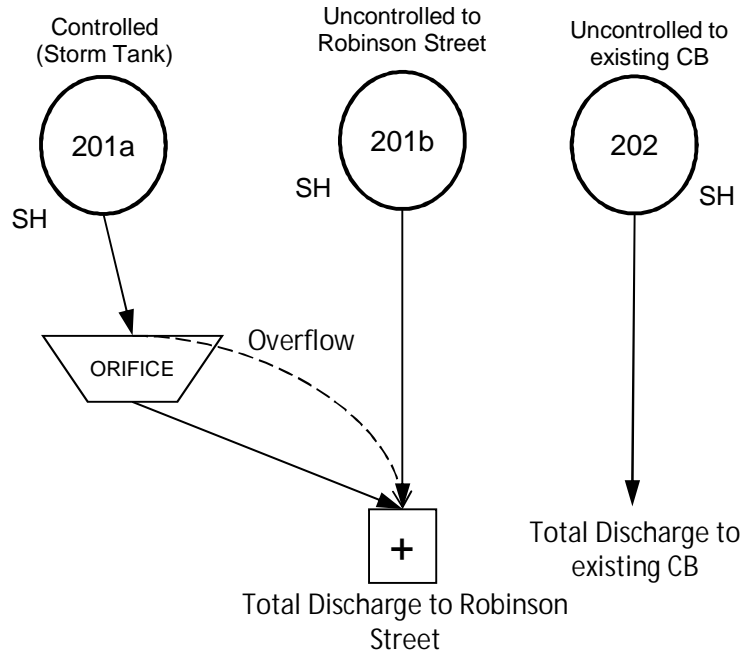 Controlled
(Storm Tank)
Uncontrolled to
Robinson Street
Uncontrolled to
existing CB
201a
201b
202
SH
SH
SH
Overflow
ORIFICE
+
Total Discharge to Robinson
Street
Total Discharge to
existing CB